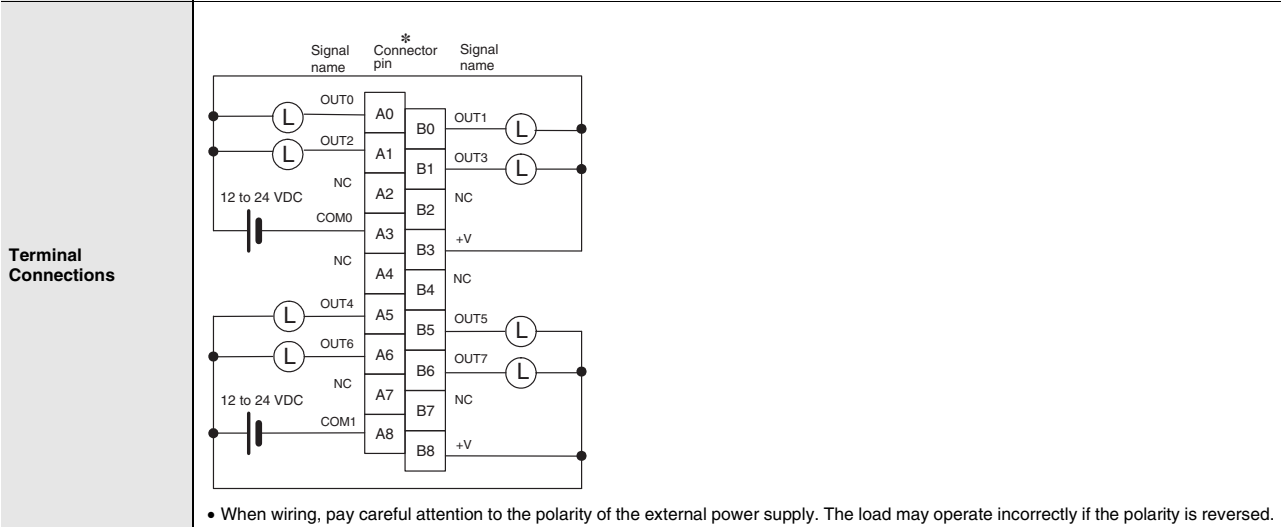 Terminal
Connections
Signal
name
*
Connector
pin
Signal
name
OUT0
A0
B0
OUT1
L
L
OUT2
A1
B1
OUT3
L
L
NC
A2
B2
NC
12 to 24 VDC
COM0
A3
B3
+V
NC
A4
B4
NC
OUT4
A5
B5
OUT5
L
L
OUT6
A6
B6
OUT7
L
L
NC
A7
B7
NC
12 to 24 VDC
COM1
A8
B8
+V
• When wiring, pay careful attention to the polarity of the external power supply. The load may operate incorrectly if the polarity is reversed.